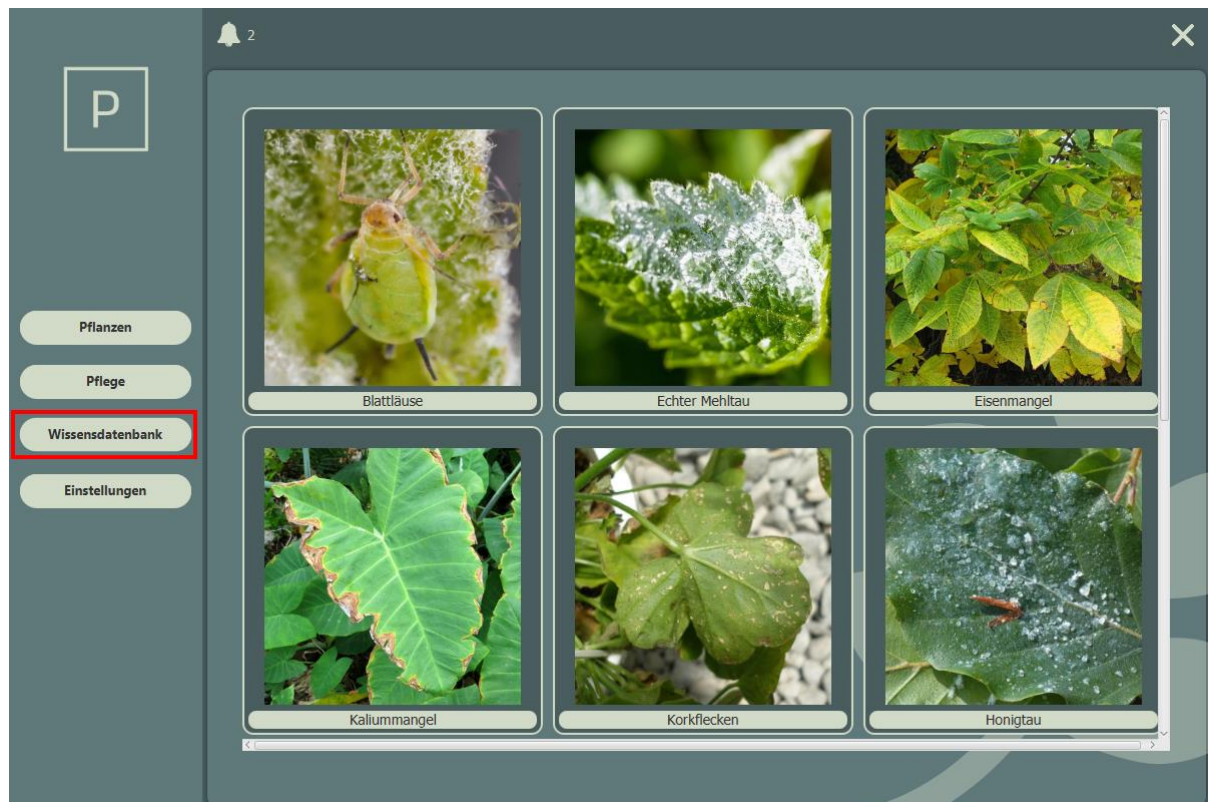 P
2
Pflanzen
Pflege
Wissensdatenbank
Einstellungen
Blattläuse
Echter Mehltau
Eisenmangel
Kaliummangel
Korkflecken
Honigtau